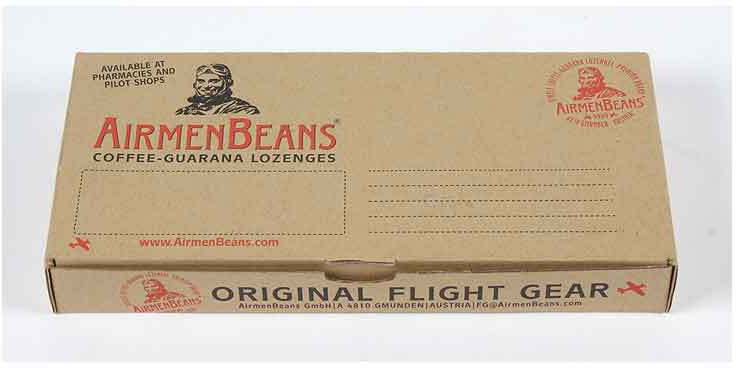 AVAILABLE AT
PHARMACIES AND
PILOT SHOPS
AIRMENBEANS®
COFFEE-GUARANA LOZENGES
www.AirmenBeans.com
AIRMENBEANS
ORIGINAL FLIGHT GEAR
AirmenBeans GmbH|A 4810 GMUNDEN|AUSTRIA|FG@AirmenBeans.com
AIRMENBEANS